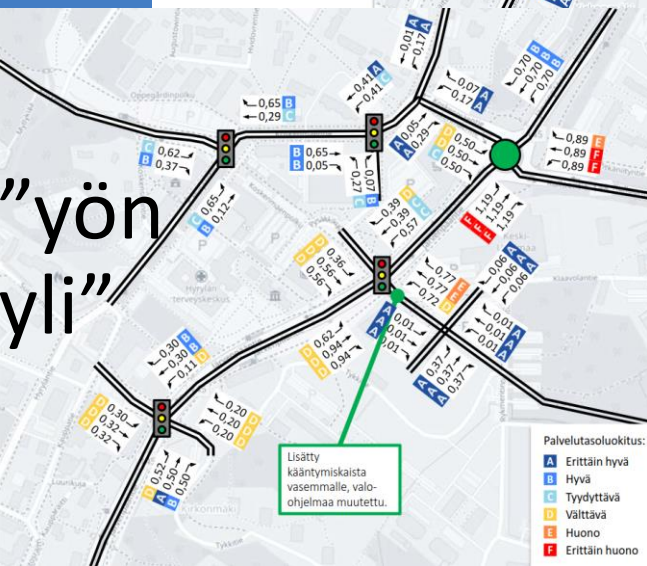 "yön
yli"
0,01 A
0,17 A
0,41 A
0,41 C
0,65 B
0,29 C
C 0,62
B 0,37
B 0,65
B 0,05
0,27 C
0,07 B
C 0,65
B 0,12
0,07 A
0,17 A
A 0,05
A 0,29
0,70 B
0,70 B
0,70 B
D 0,50
D 0,50
C 0,50
0,89 E
0,89 F
0,89 F
F 1,19
F 1,19
F 1,19
0,39 D
0,39 C
0,57 C
D 0,36
D 0,56
D 0,56
0,77 E
0,77 E
0,72 D
0,06 A
0,06 A
0,06 A
A 0,01
A 0,01
A 0,01
0,01 A
0,01 A
0,01 A
A 0,37
A 0,37
A 0,37
D 0,62
D 0,94
D 0,94
0,30 B
0,30 B
0,11 D
D 0,30
D 0,32
D 0,32
0,20 D
0,20 D
0,20 D
D 0,52
A 0,50
B 0,50
Hyrylän
terveyskeskus
Kirkonmäki
Lisätty
kääntymiskaista
vasemmalle, valo-
ohjelmaa muutettu.
Palvelutasoluokitus:
A Erittäin hyvä
B Hyvä
C Tyydyttävä
D Välttävä
E Huono
F Erittäin huono